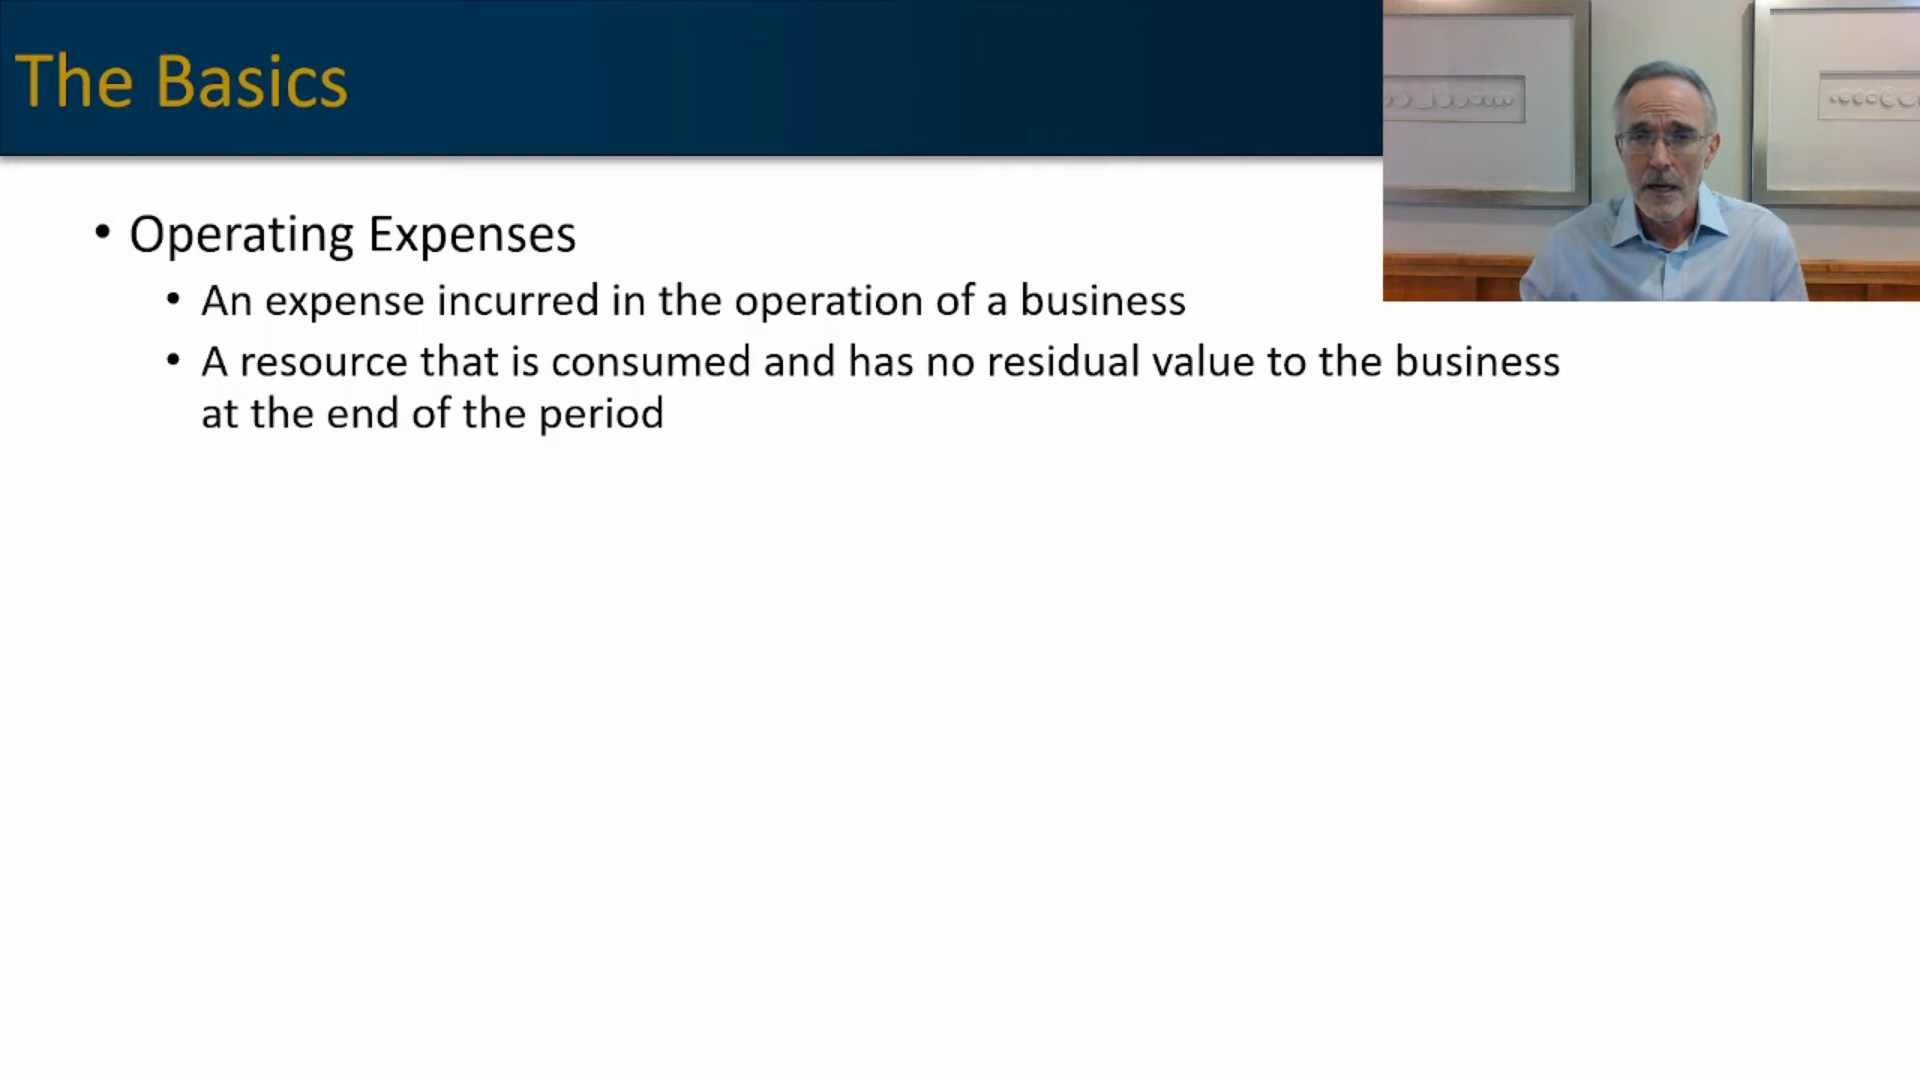 The Basics
• Operating Expenses
• An expense incurred in the operation of a business
• A resource that is consumed and has no residual value to the business
at the end of the period